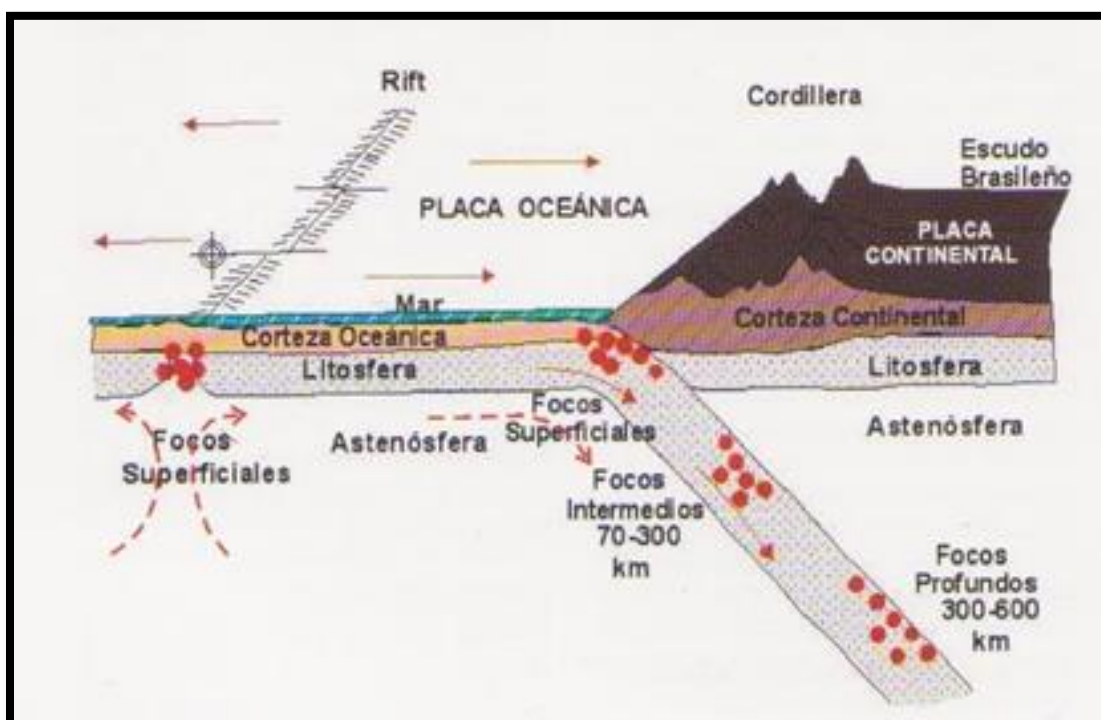 Rift
Cordillera
Escudo
Brasileño
PLACA OCEÁNICA
PLACA
CONTINENTAL
Mar
Corteza Oceánica
Corteza Continental
Litosfera
Litosfera
Focos
Superficiales
Astenósfera
Focos
Superficiales
Astenósfera
Focos
Intermedios
70-300
km
Focos
Profundos
300-600
km